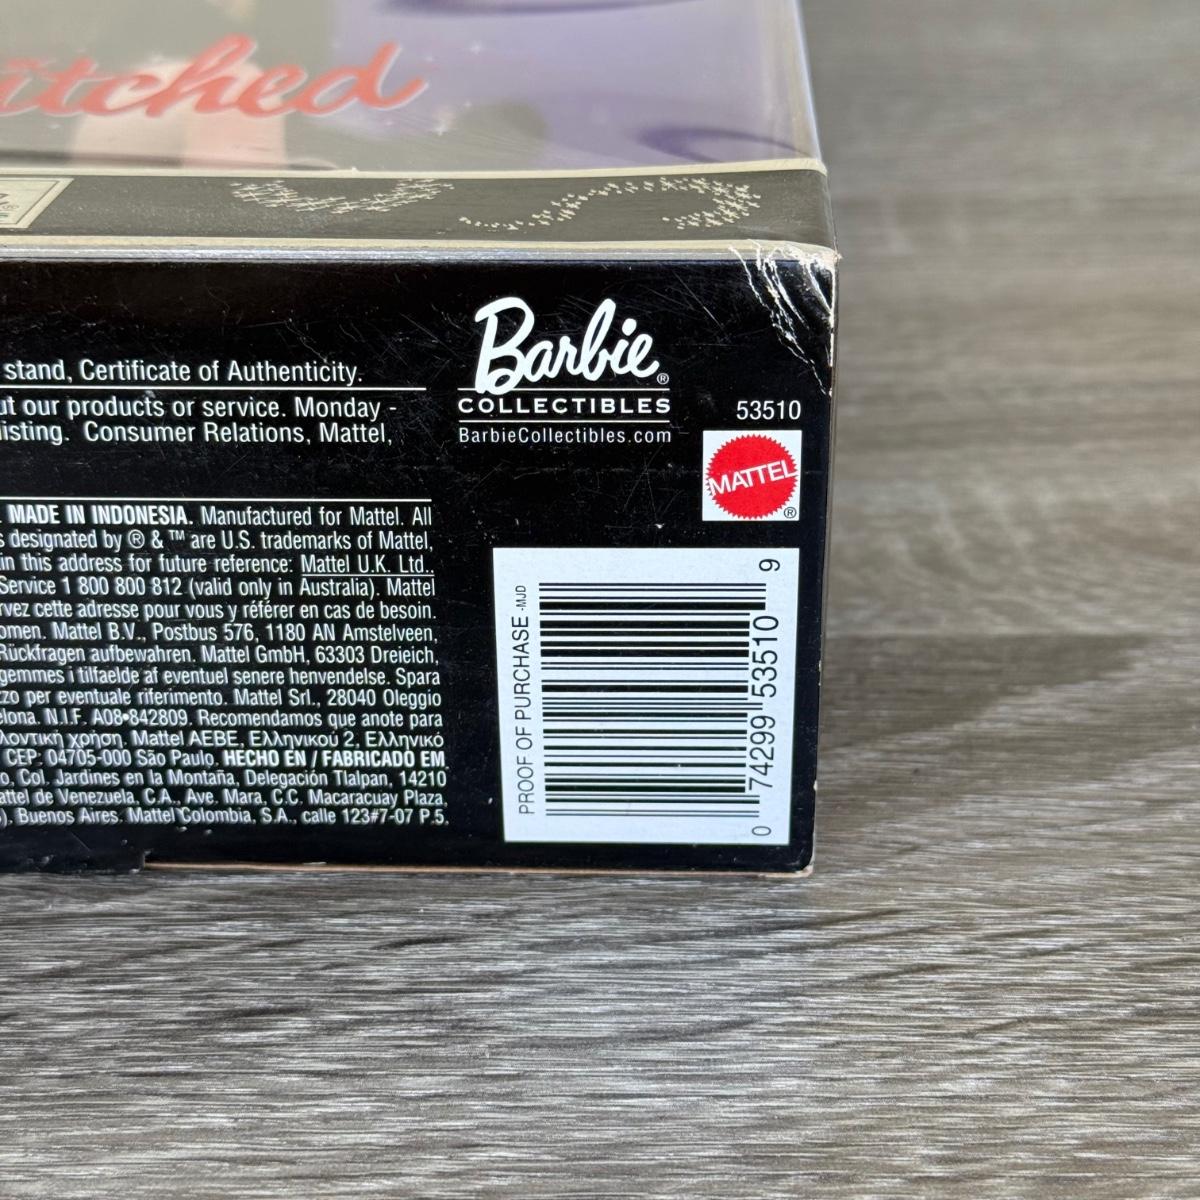 itched
stand, Certificate of Authenticity.
ut our products or service. Monday -
isting. Consumer Relations, Mattel,
Barbie®
COLLECTIBLES
BarbieCollectibles.com
53510
MATTEL®
. MADE IN INDONESIA. Manufactured for Mattel. All
s designated by ® & ™ are U.S. trademarks of Mattel,
in this address for future reference: Mattel U.K. Ltd.,
Service 1 800 800 812 (valid only in Australia). Mattel
rvez cette adresse pour vous y référer en cas de besoin.
omen. Mattel B.V., Postbus 576, 1180 AN Amstelveen,
Rückfragen aufbewahren. Mattel GmbH, 63303 Dreieich,
gemmes i tilfaelde af eventuel senere henvendelse. Spara
zzo per eventuale riferimento. Mattel Srl., 28040 Oleggio
elona. N.I.F. A08•842809. Recomendamos que anote para
λοντική χρήση. Mattel AEBE, Ελληνικού 2, Ελληνικό
CEP: 04705-000 São Paulo. HECHO EN / FABRICADO EM
o, Col. Jardines en la Montaña, Delegación Tlalpan, 14210
attel de Venezuela, C.A., Ave. Mara, C.C. Macaracuay Plaza,
), Buenos Aires. Mattel Colombia, S.A., calle 123#7-07 P.5.
PROOF OF PURCHASE -MJD
0 74299 53510 9